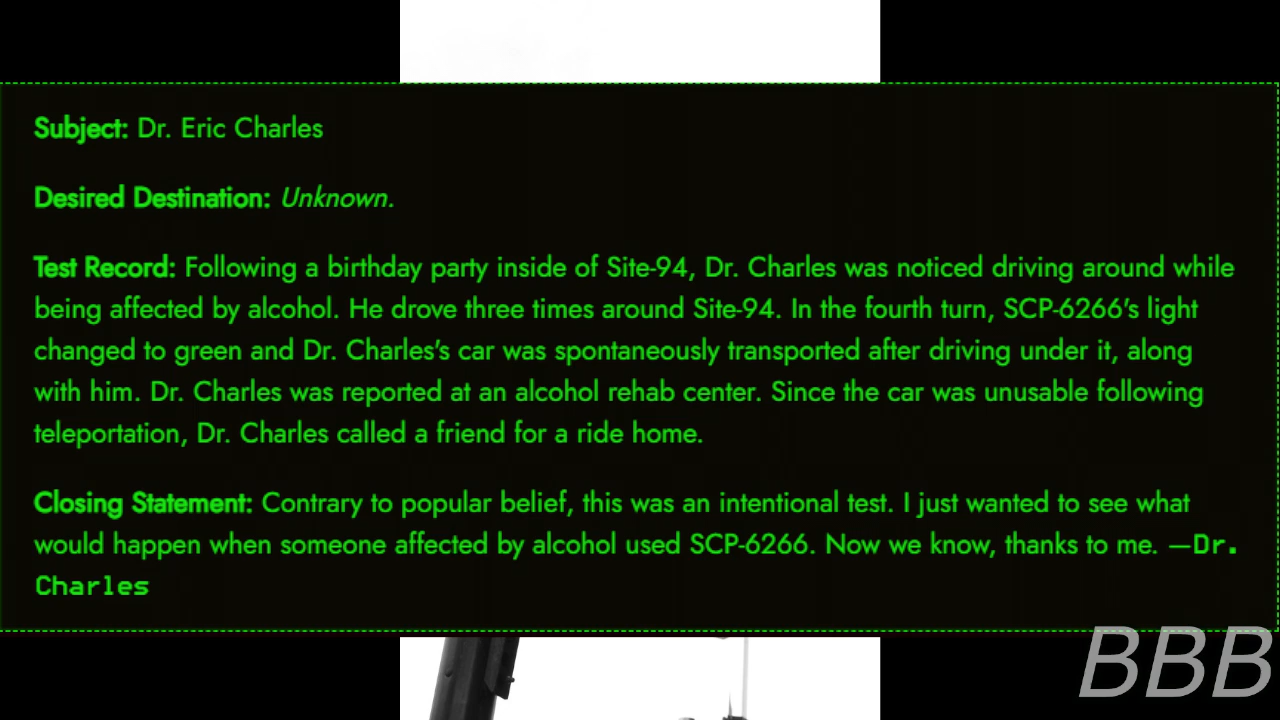 Subject: Dr. Eric Charles
Desired Destination: Unknown.
Test Record: Following a birthday party inside of Site-94, Dr. Charles was noticed driving around while
being affected by alcohol. He drove three times around Site-94. In the fourth turn, SCP-6266's light
changed to green and Dr. Charles's car was spontaneously transported after driving under it, along
with him. Dr. Charles was reported at an alcohol rehab center. Since the car was unusable following
teleportation, Dr. Charles called a friend for a ride home.
Closing Statement: Contrary to popular belief, this was an intentional test. I just wanted to see what
would happen when someone affected by alcohol used SCP-6266. Now we know, thanks to me. —Dr.
Charles
BBB